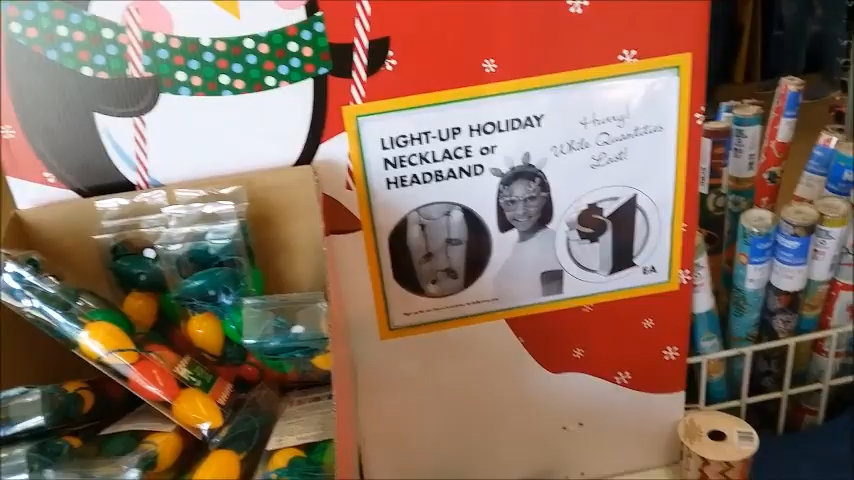 LIGHT-UP HOLIDAY
NECKLACE or
HEADBAND
Hurry!
While Quantities
Last!
$1
EA